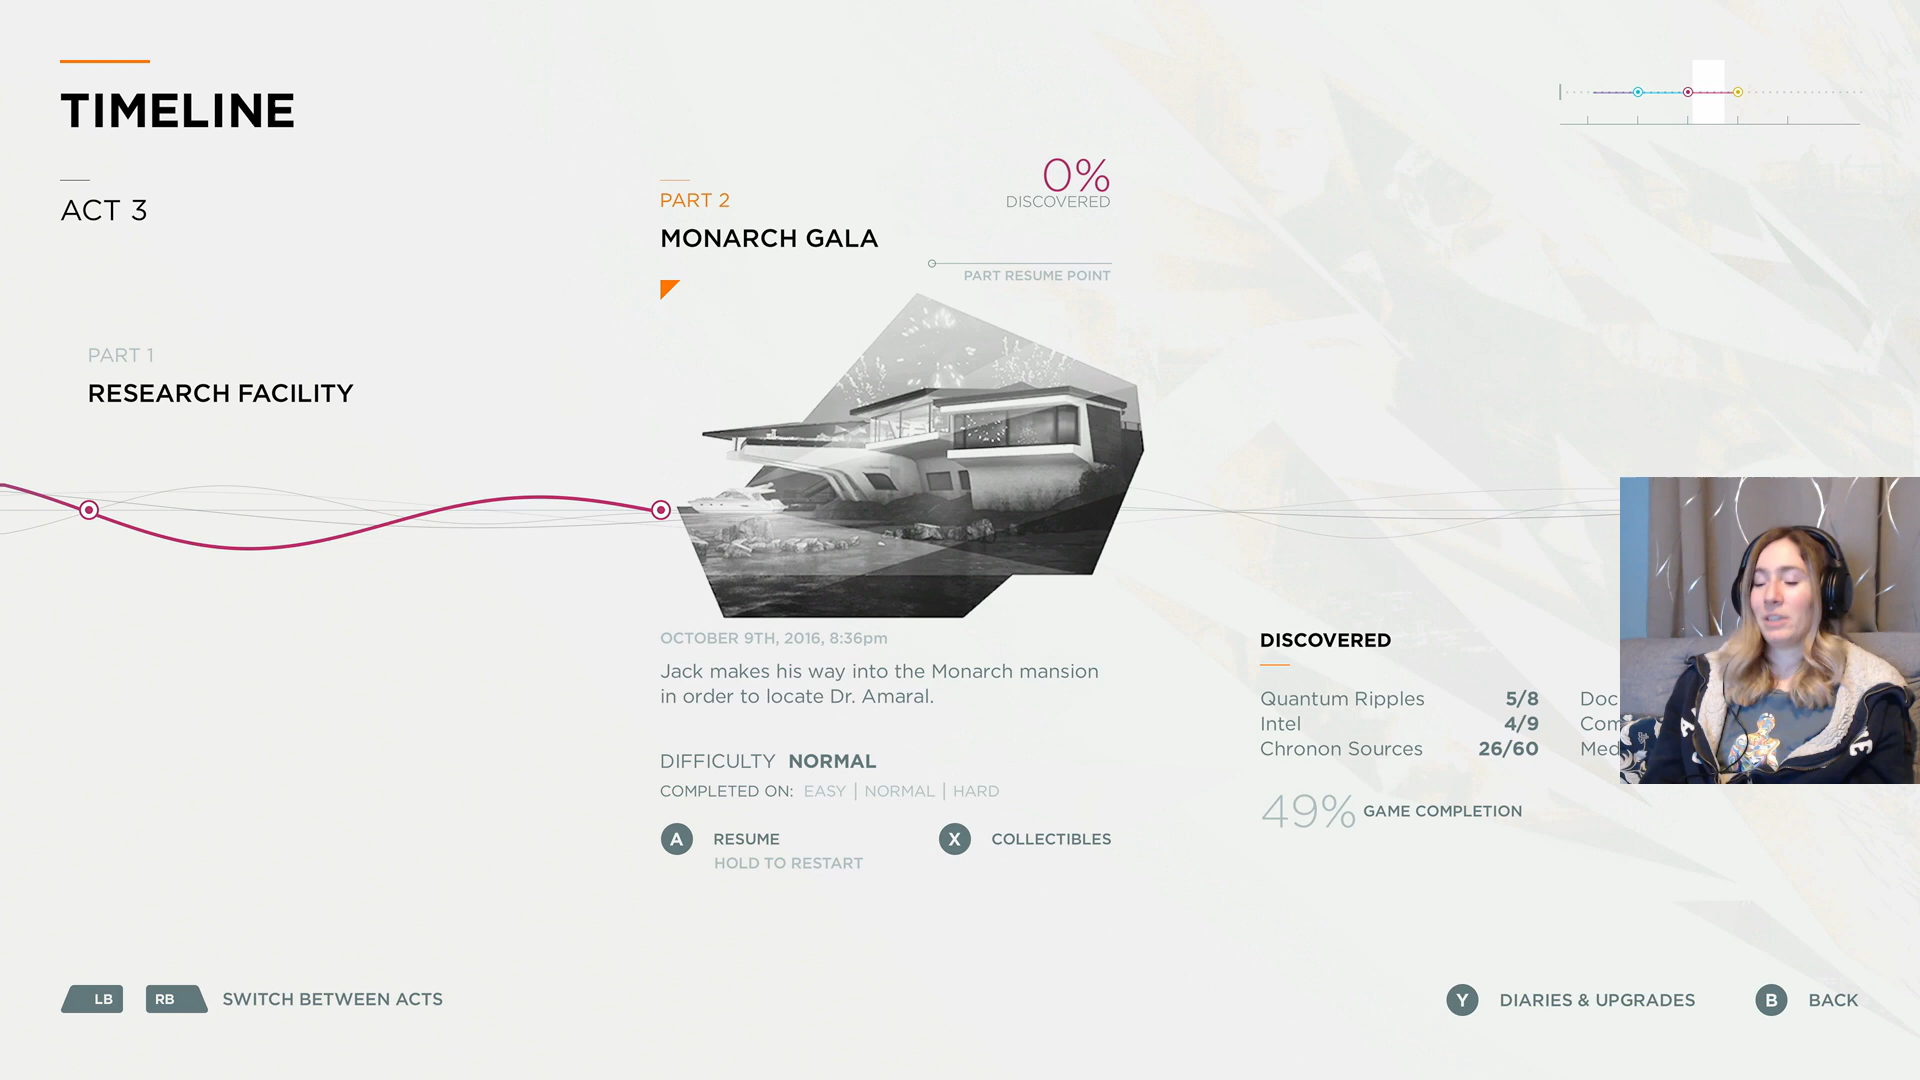 TIMELINE
ACT 3
PART 1
RESEARCH FACILITY
PART 2
MONARCH GALA
0%
DISCOVERED
PART RESUME POINT
OCTOBER 9TH, 2016, 8:36pm
Jack makes his way into the Monarch mansion
in order to locate Dr. Amaral.
DIFFICULTY NORMAL
COMPLETED ON: EASY | NORMAL | HARD
A RESUME
HOLD TO RESTART
X COLLECTIBLES
DISCOVERED
Quantum Ripples 5/8 Doc
Intel 4/9 Com
Chronon Sources 26/60 Med
49% GAME COMPLETION
LB RB SWITCH BETWEEN ACTS
Y DIARIES & UPGRADES
B BACK